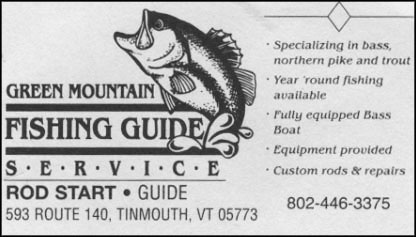 GREEN MOUNTAIN
FISHING GUIDE
S·E·R·V·I·C·E
ROD START • GUIDE
593 ROUTE 140, TINMOUTH, VT 05773
· Specializing in bass,
northern pike and trout
· Year 'round fishing
available
· Fully equipped Bass
Boat
· Equipment provided
· Custom rods & repairs
802-446-3375